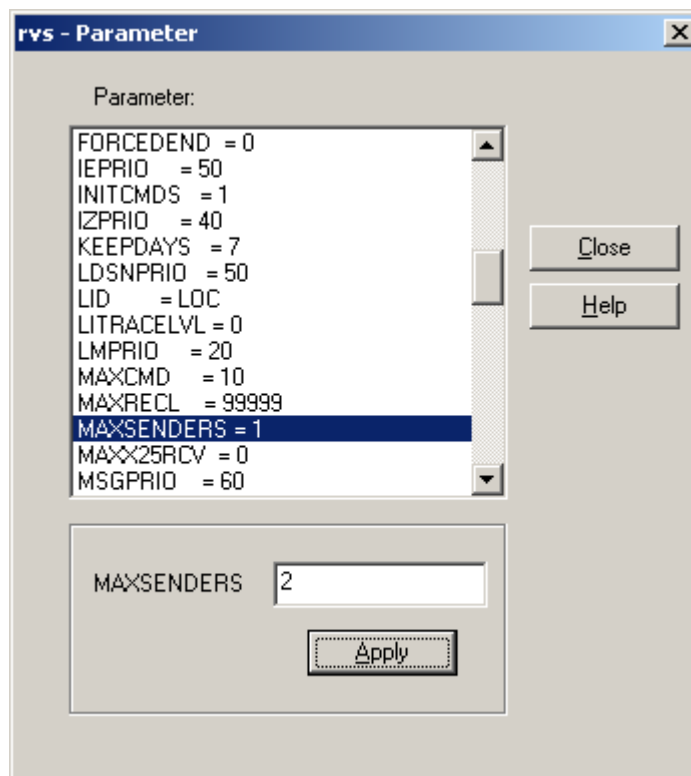 rvs - Parameter
Parameter:
FORCEDEND = 0
IEPRIO = 50
INITCMDS = 1
IZPRIO = 40
KEEPDAYS = 7
LDSNPRIO = 50
LID = LOC
LITRACELVL = 0
LMPRIO = 20
MAXCMD = 10
MAXRECL = 99999
MAXSENDERS = 1
MAXX25RCV = 0
MSGPRIO = 60
Close
Help
MAXSENDERS 2
Apply